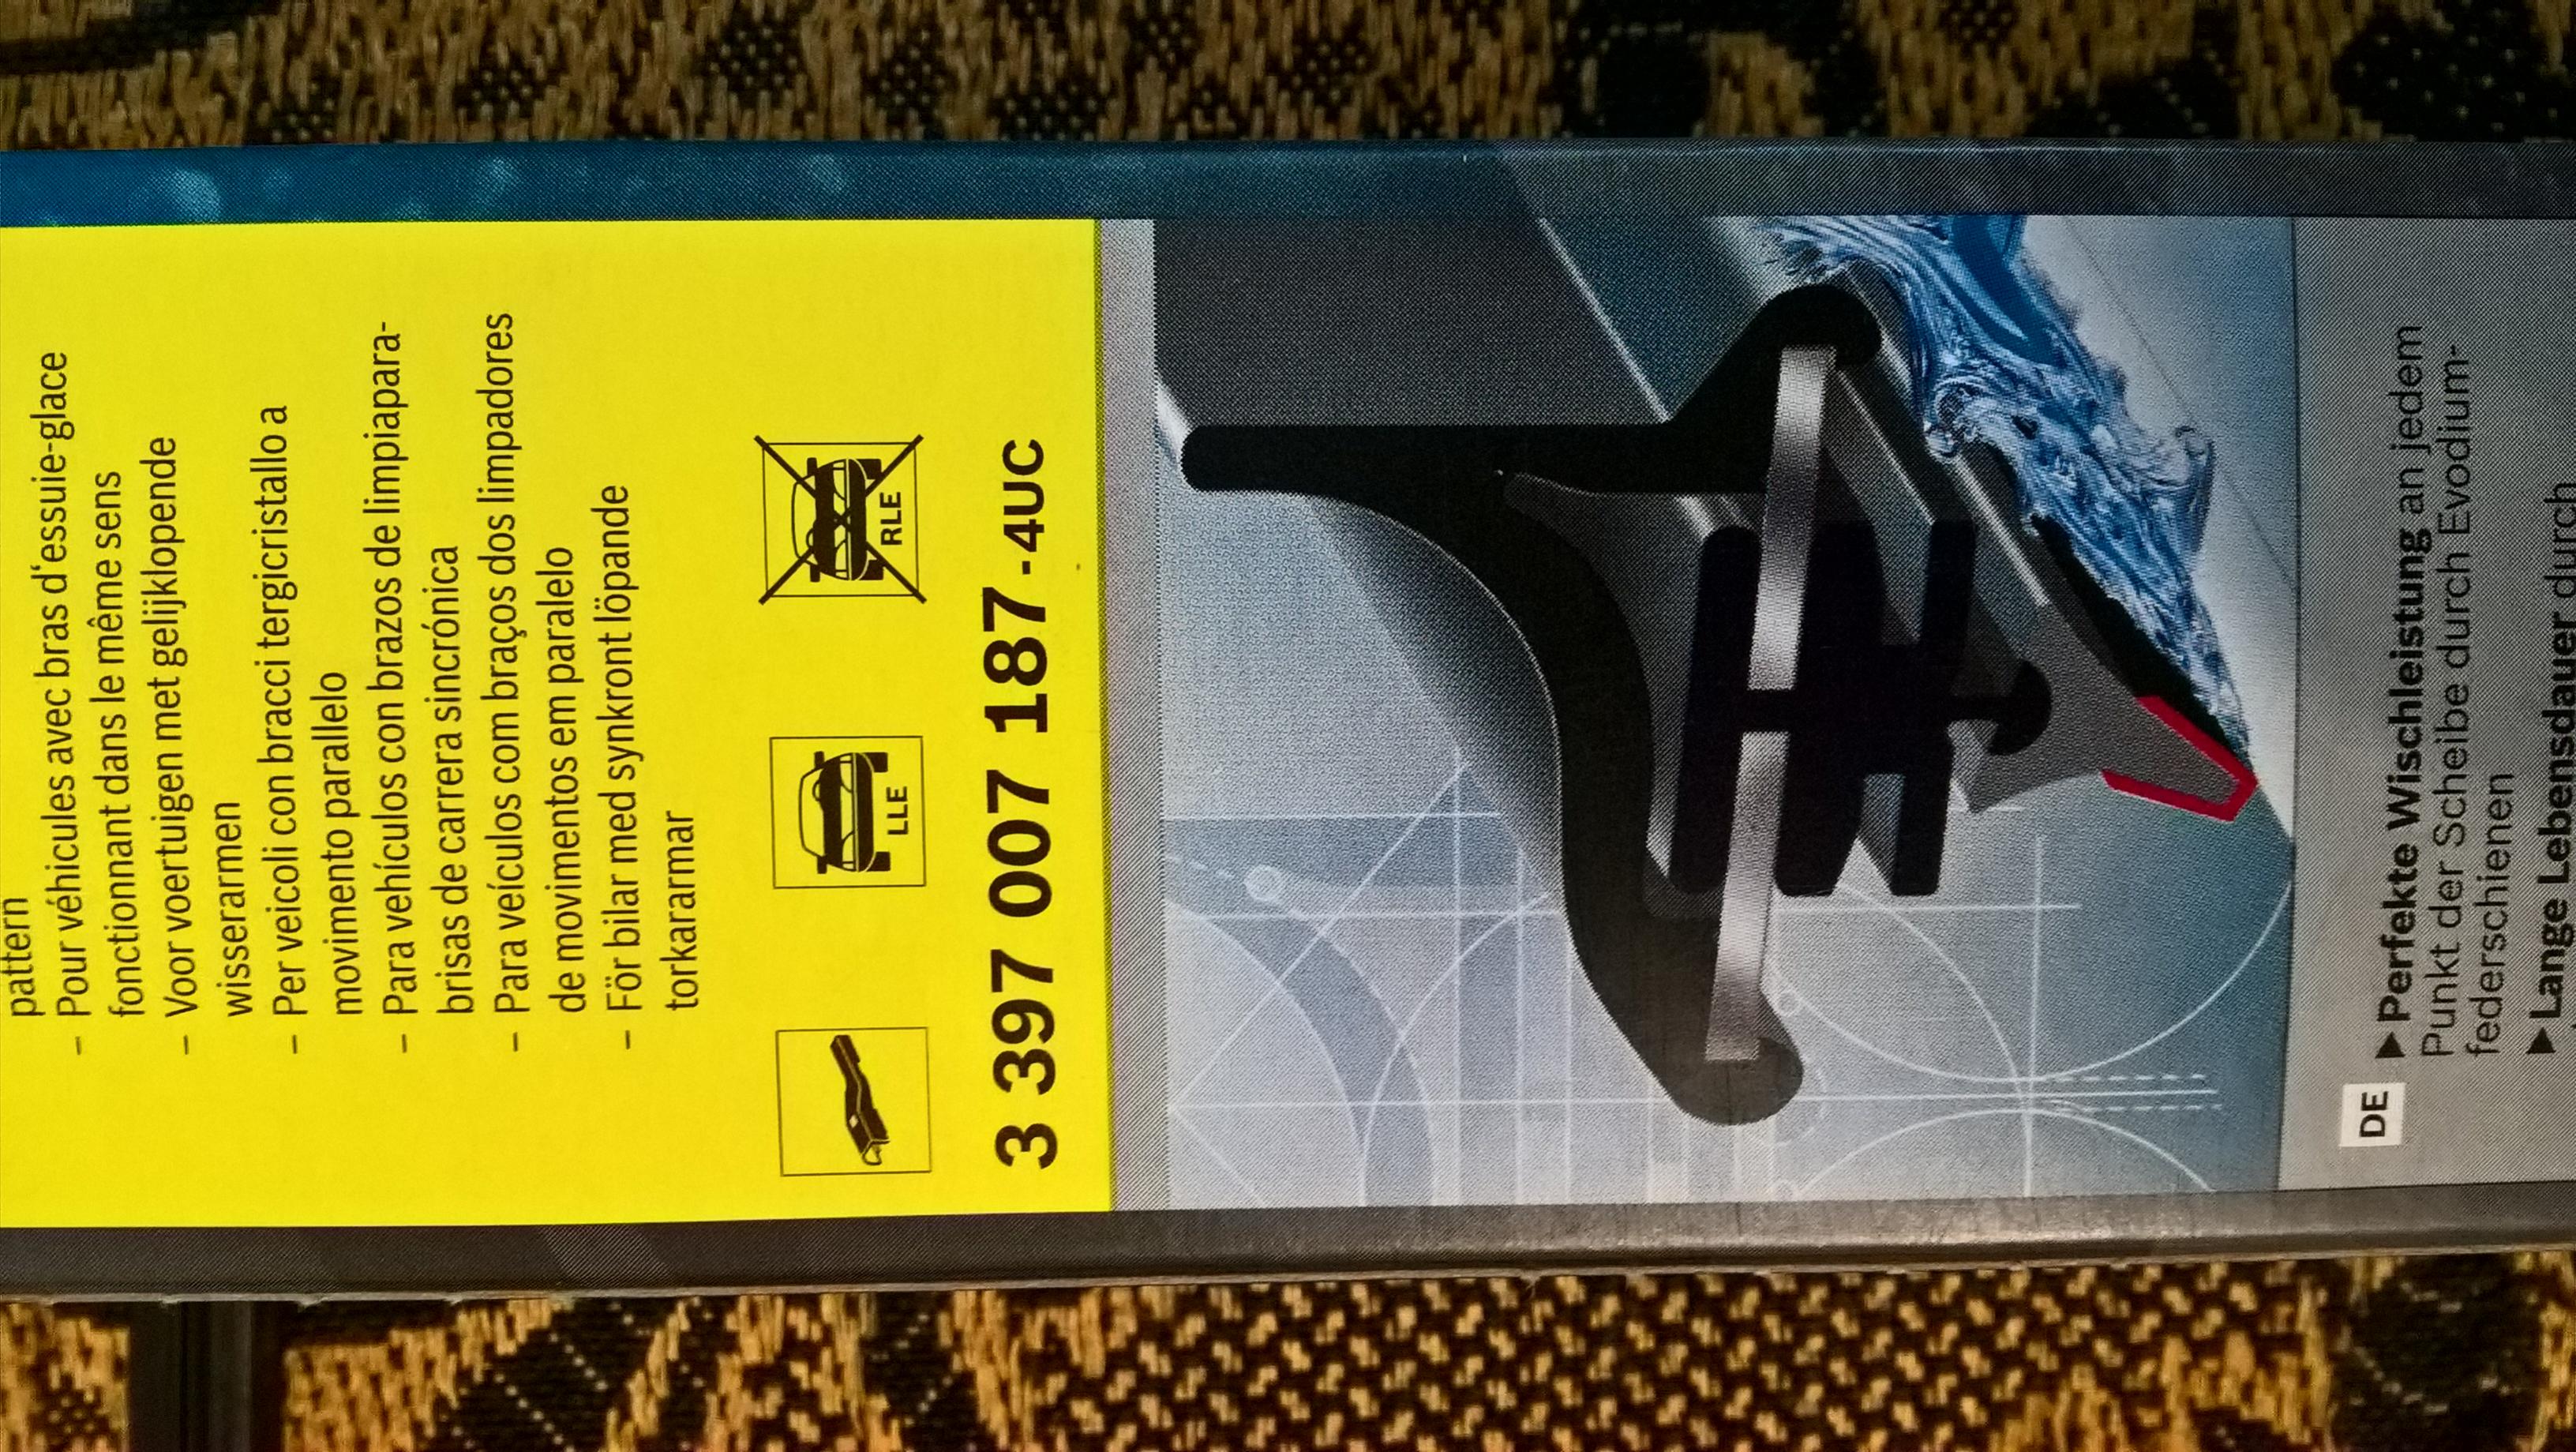 pattern
– Pour véhicules avec bras d‘essuie-glace
fonctionnant dans le même sens
– Voor voertuigen met gelijklopende
wisserarmen
– Per veicoli con bracci tergicristallo a
movimento parallelo
– Para vehículos con brazos de limpiapara-
brisas de carrera sincrónica
– Para veículos com braços dos limpadores
de movimentos em paralelo
– För bilar med synkront löpande
torkararmar
LLE
RLE
3 397 007 187-4UC
DE
▶Perfekte Wischleistung an jedem
Punkt der Scheibe durch Evodium-
federschienen
▶Lange Lebensdauer durch